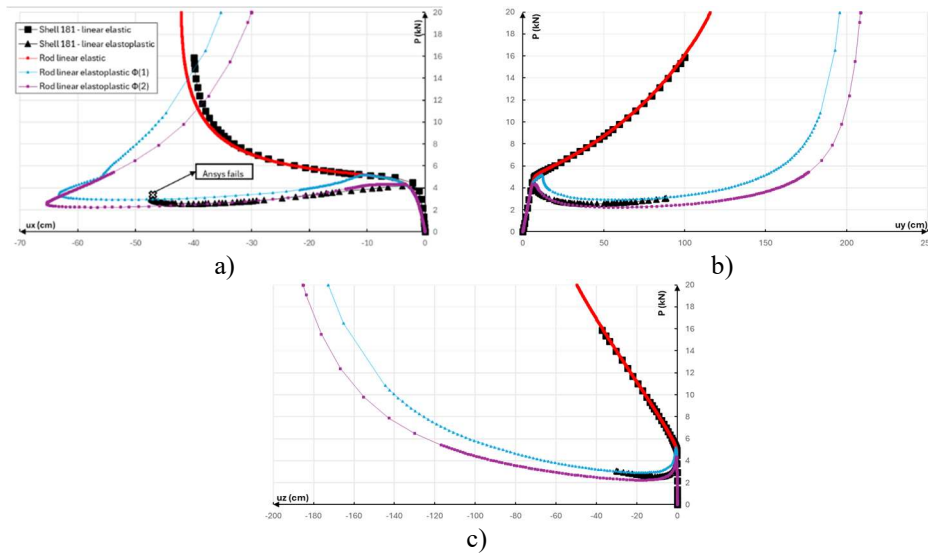 Shell 181 - linear elastic
Shell 181 - linear elastoplastic
Rod linear elastic
Rod linear elastoplastic Φ(1)
Rod linear elastoplastic Φ(2)
P (kN)
20
18
16
14
12
10
8
6
4
2
0
Ansys fails
-70 -60 -50 -40 -30 -20 -10 0
ux (cm)
a)
P (kN)
20
18
16
14
12
10
8
6
4
2
0
0 50 100 150 200 250
uy (cm)
b)
P (kN)
20
18
16
14
12
10
8
6
4
2
0
-200 -180 -160 -140 -120 -100 -80 -60 -40 -20 0
uz (cm)
c)